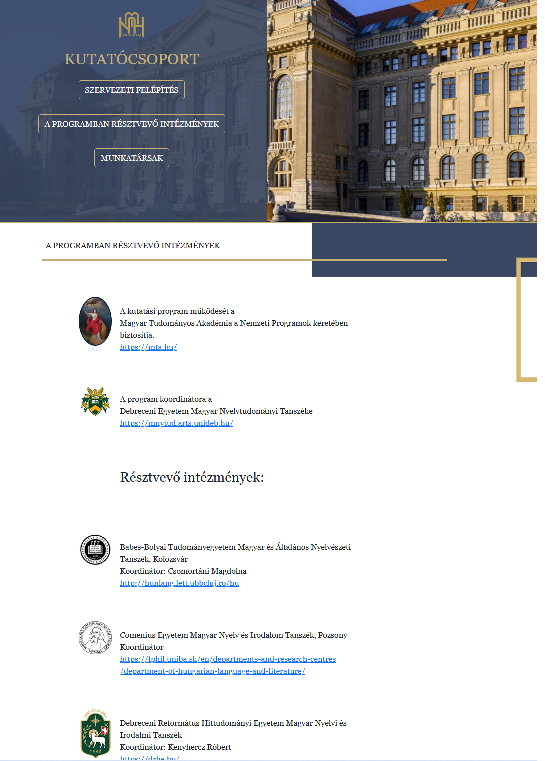 KUTATÓCSOPORT
SZERVEZETI FELÉPÍTÉS
A PROGRAMBAN RÉSZTVEVŐ INTÉZMÉNYEK
MUNKATÁRSAK
A PROGRAMBAN RÉSZTVEVŐ INTÉZMÉNYEK
A kutatási program működését a
Magyar Tudományos Akadémia a Nemzeti Programok keretében
biztosítja.
https://mta.hu/
A program koordinátora a
Debreceni Egyetem Magyar Nyelvtudományi Tanszéke
https://mnytud.arts.unideb.hu/
Résztvevő intézmények:
Babes-Bolyai Tudományegyetem Magyar és Általános Nyelvészeti
Tanszék, Kolozsvár
Koordinátor: Csomortáni Magdolna
http://hunlang.lett.ubbcluj.ro/hu
Comenius Egyetem Magyar Nyelv és Irodalom Tanszék, Pozsony
Koordinátor
https://fphil.uniba.sk/en/departments-and-research-centres
/department-of-hungarian-language-and-literature/
Debreceni Református Hittudományi Egyetem Magyar Nyelvi és
Irodalmi Tanszék
Koordinátor: Kenyhercz Róbert
https://drhe.hu/